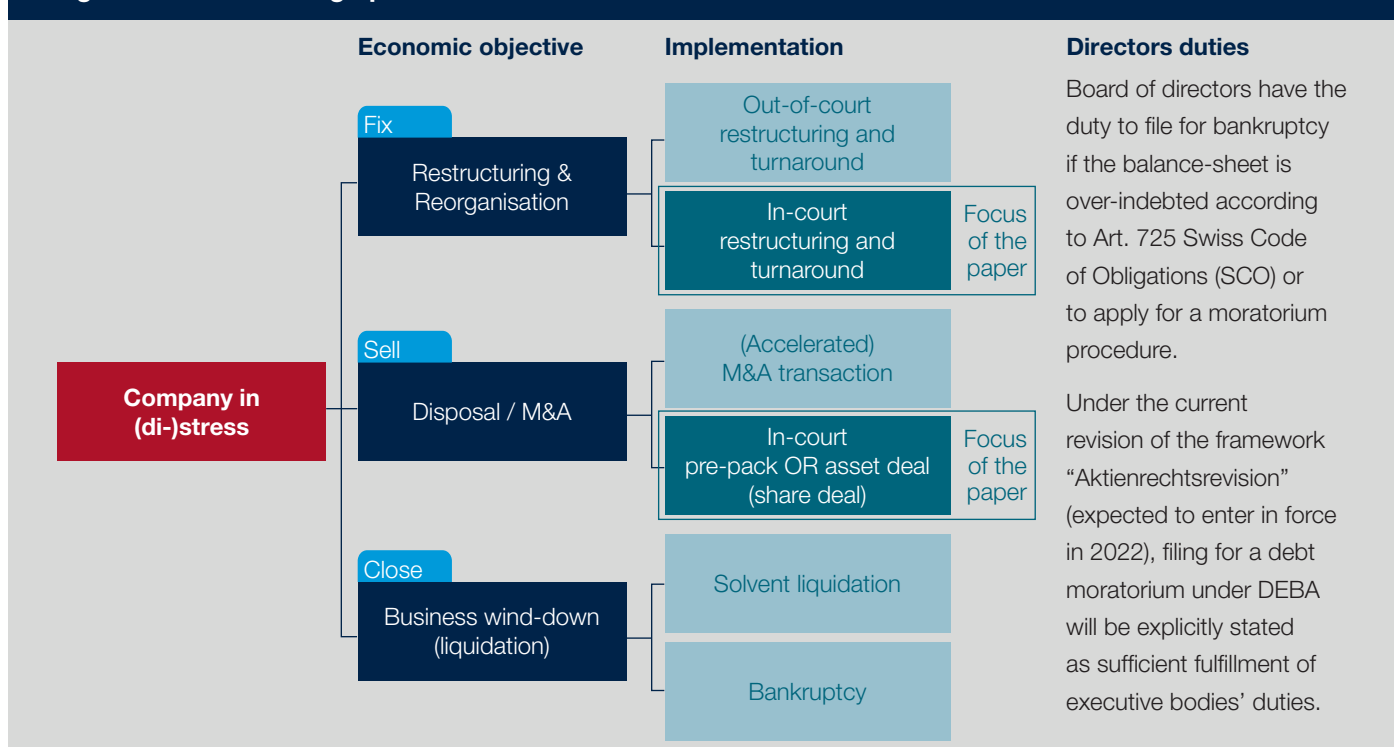 Economic objective
Implementation
Directors duties
Company in
(di-)stress
Fix
Restructuring &
Reorganisation
Out-of-court
restructuring and
turnaround
In-court
restructuring and
turnaround
Focus
of the
paper
Sell
Disposal / M&A
(Accelerated)
M&A transaction
In-court
pre-pack OR asset deal
(share deal)
Focus
of the
paper
Close
Business wind-down
(liquidation)
Solvent liquidation
Bankruptcy
Board of directors have the
duty to file for bankruptcy
if the balance-sheet is
over-indebted according
to Art. 725 Swiss Code
of Obligations (SCO) or
to apply for a moratorium
procedure.
Under the current
revision of the framework
“Aktienrechtsrevision”
(expected to enter in force
in 2022), filing for a debt
moratorium under DEBA
will be explicitly stated
as sufficient fulfillment of
executive bodies’ duties.